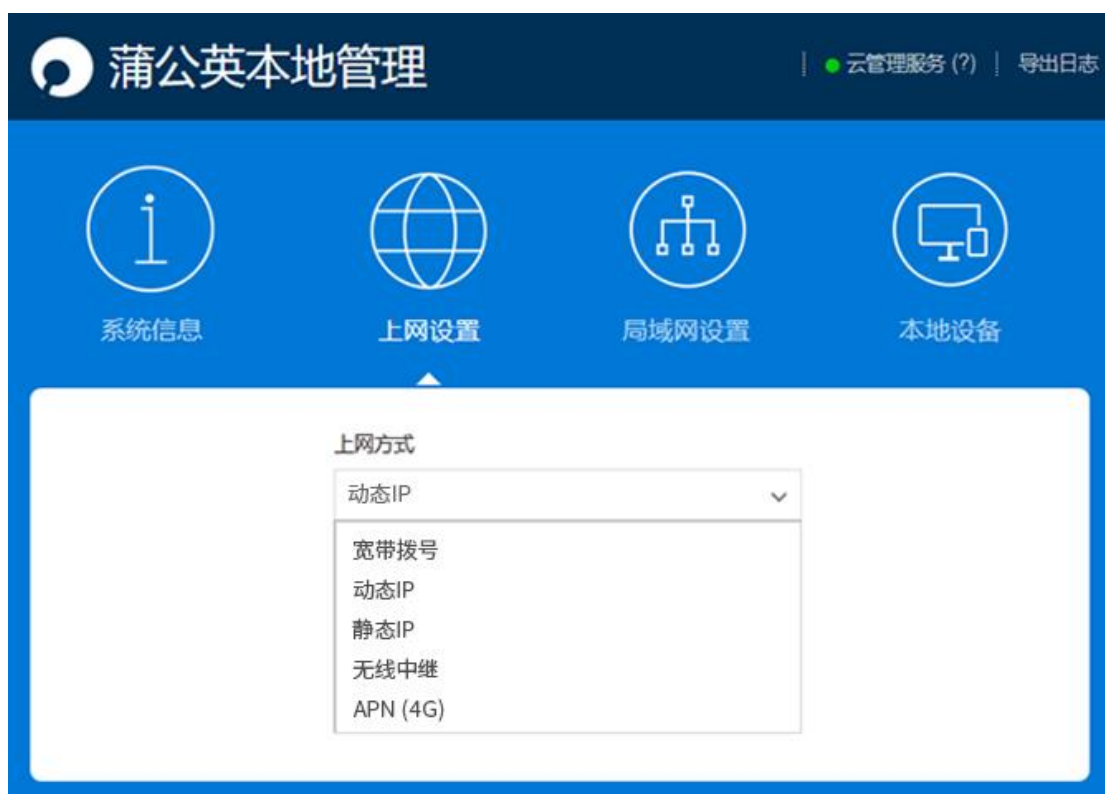 蒲公英本地管理
云管理服务 (?) 导出日志
系统信息 上网设置 局域网设置 本地设备
上网方式
动态IP
宽带拨号
动态IP
静态IP
无线中继
APN (4G)